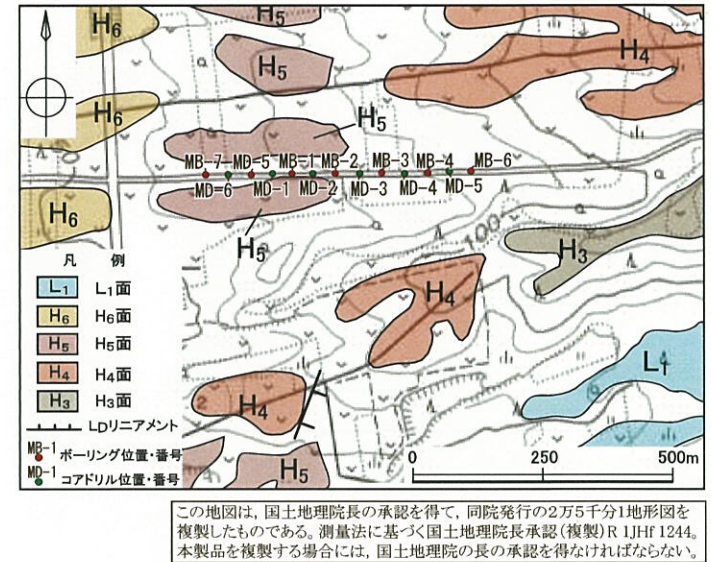 H5
H6
H5
H4
H6
H5
MB-7 MD-5 MB-1 MB-2 MB-3 MB-4 MB-6
MD-6 MD-1 MD-2 MD-3 MD-4 MD-5
H6
H5
H3
100
H4
凡 例
L1 L1面
H6 H6面
H5 H5面
H4 H4面
H3 H3面
L1
H4
LDリニアメント
MB-1 ボーリング位置・番号
MD-1 コアドリル位置・番号
H5
0 250 500m
この地図は，国土地理院長の承認を得て，同院発行の2万5千分1地形図を
複製したものである。測量法に基づく国土地理院長承認（複製）R 1JHf 1244。
本製品を複製する場合には，国土地理院の長の承認を得なければならない。